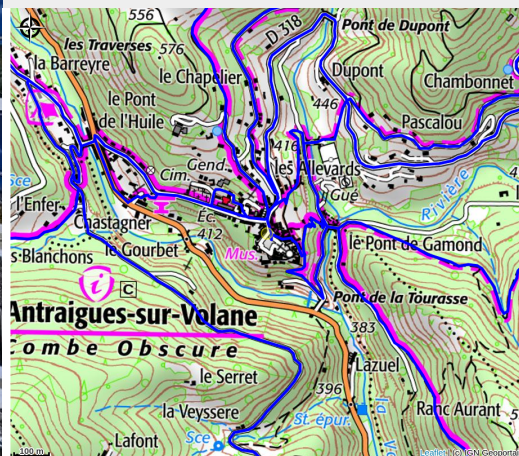 556
Pont de Dupont
D 318
les Traverses
576
la Barreyre
le Chapelier
Dupont
Chambonnet
le Pont
de l'Huile
446
Pascalou
416
Gend.
les Allevards
Cim.
Sce
Gué
Rivière
l'Enfer
Éc.
Chastagner
412
le Gourbet
Mus.
le Pont de Gamond
s Blanchons
C
Pont de la Tourasse
Antraigues-sur-Volane
383
ombe Obscure
Lazuel
le Serret
396
la Veyssere
Ranc Aurant
St. épur.
la Vo
Lafont
Sce
100 m
Leaflet | (c) IGN Geoportail